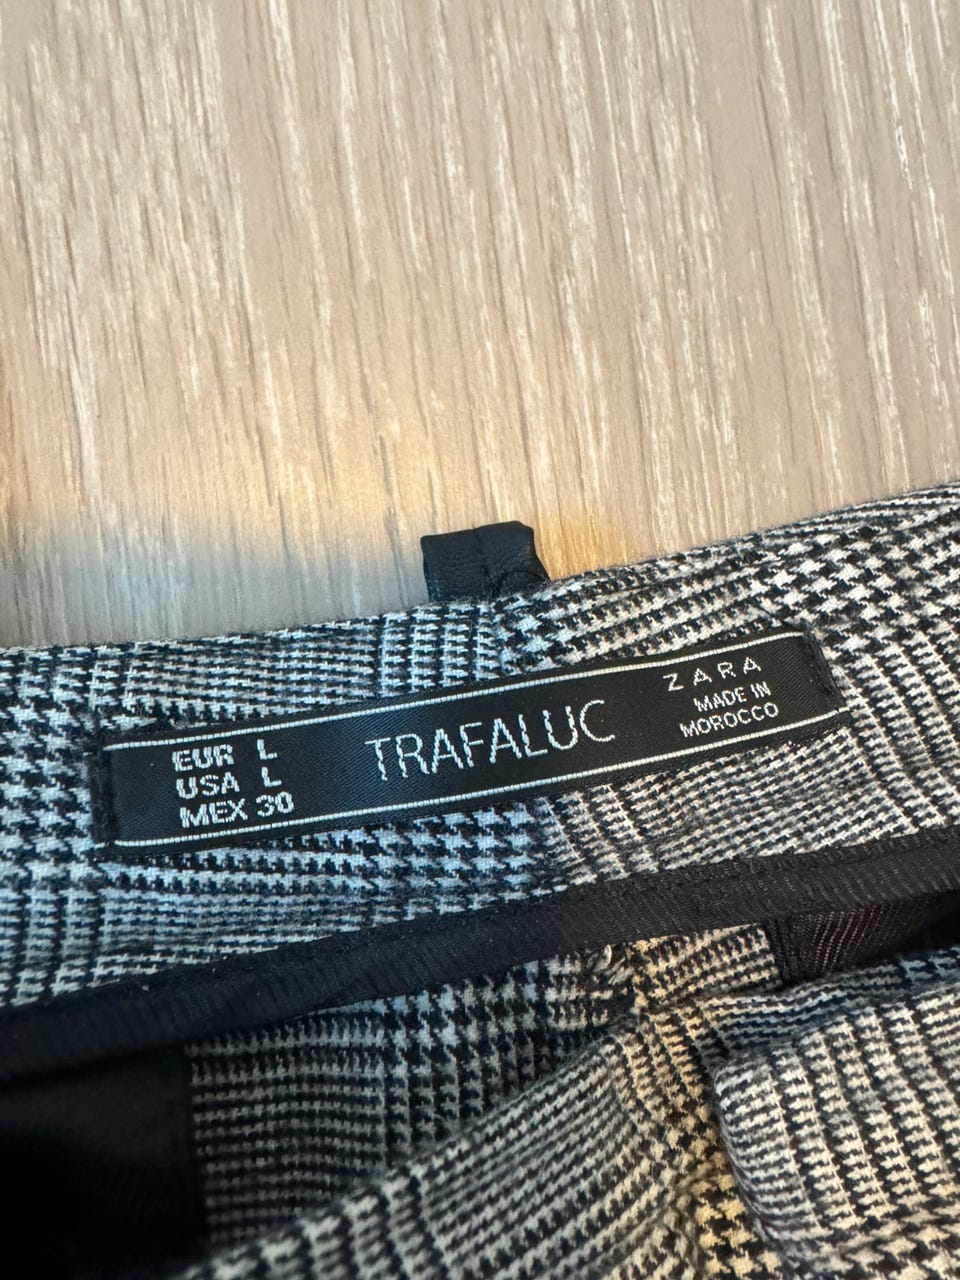 EUR L
USA L
MEX 30
TRAFALUC
ZARA
MADE IN
MOROCCO